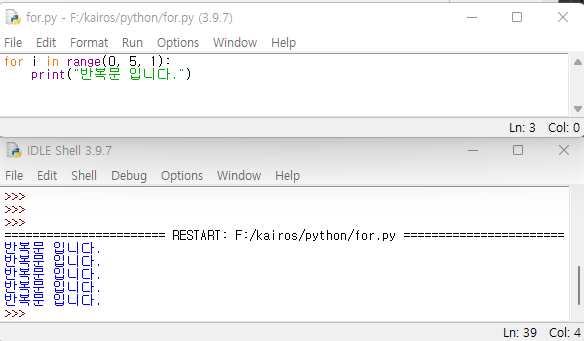 for.py - F:/kairos/python/for.py (3.9.7)
File Edit Format Run Options Window Help
for i in range(0, 5, 1):
    print("반복문 입니다.")
Ln: 3 Col: 0
IDLE Shell 3.9.7
File Edit Shell Debug Options Window Help
>>>
>>>
>>>
======================= RESTART: F:/kairos/python/for.py =======================
반복문 입니다.
반복문 입니다.
반복문 입니다.
반복문 입니다.
반복문 입니다.
>>>
Ln: 39 Col: 4